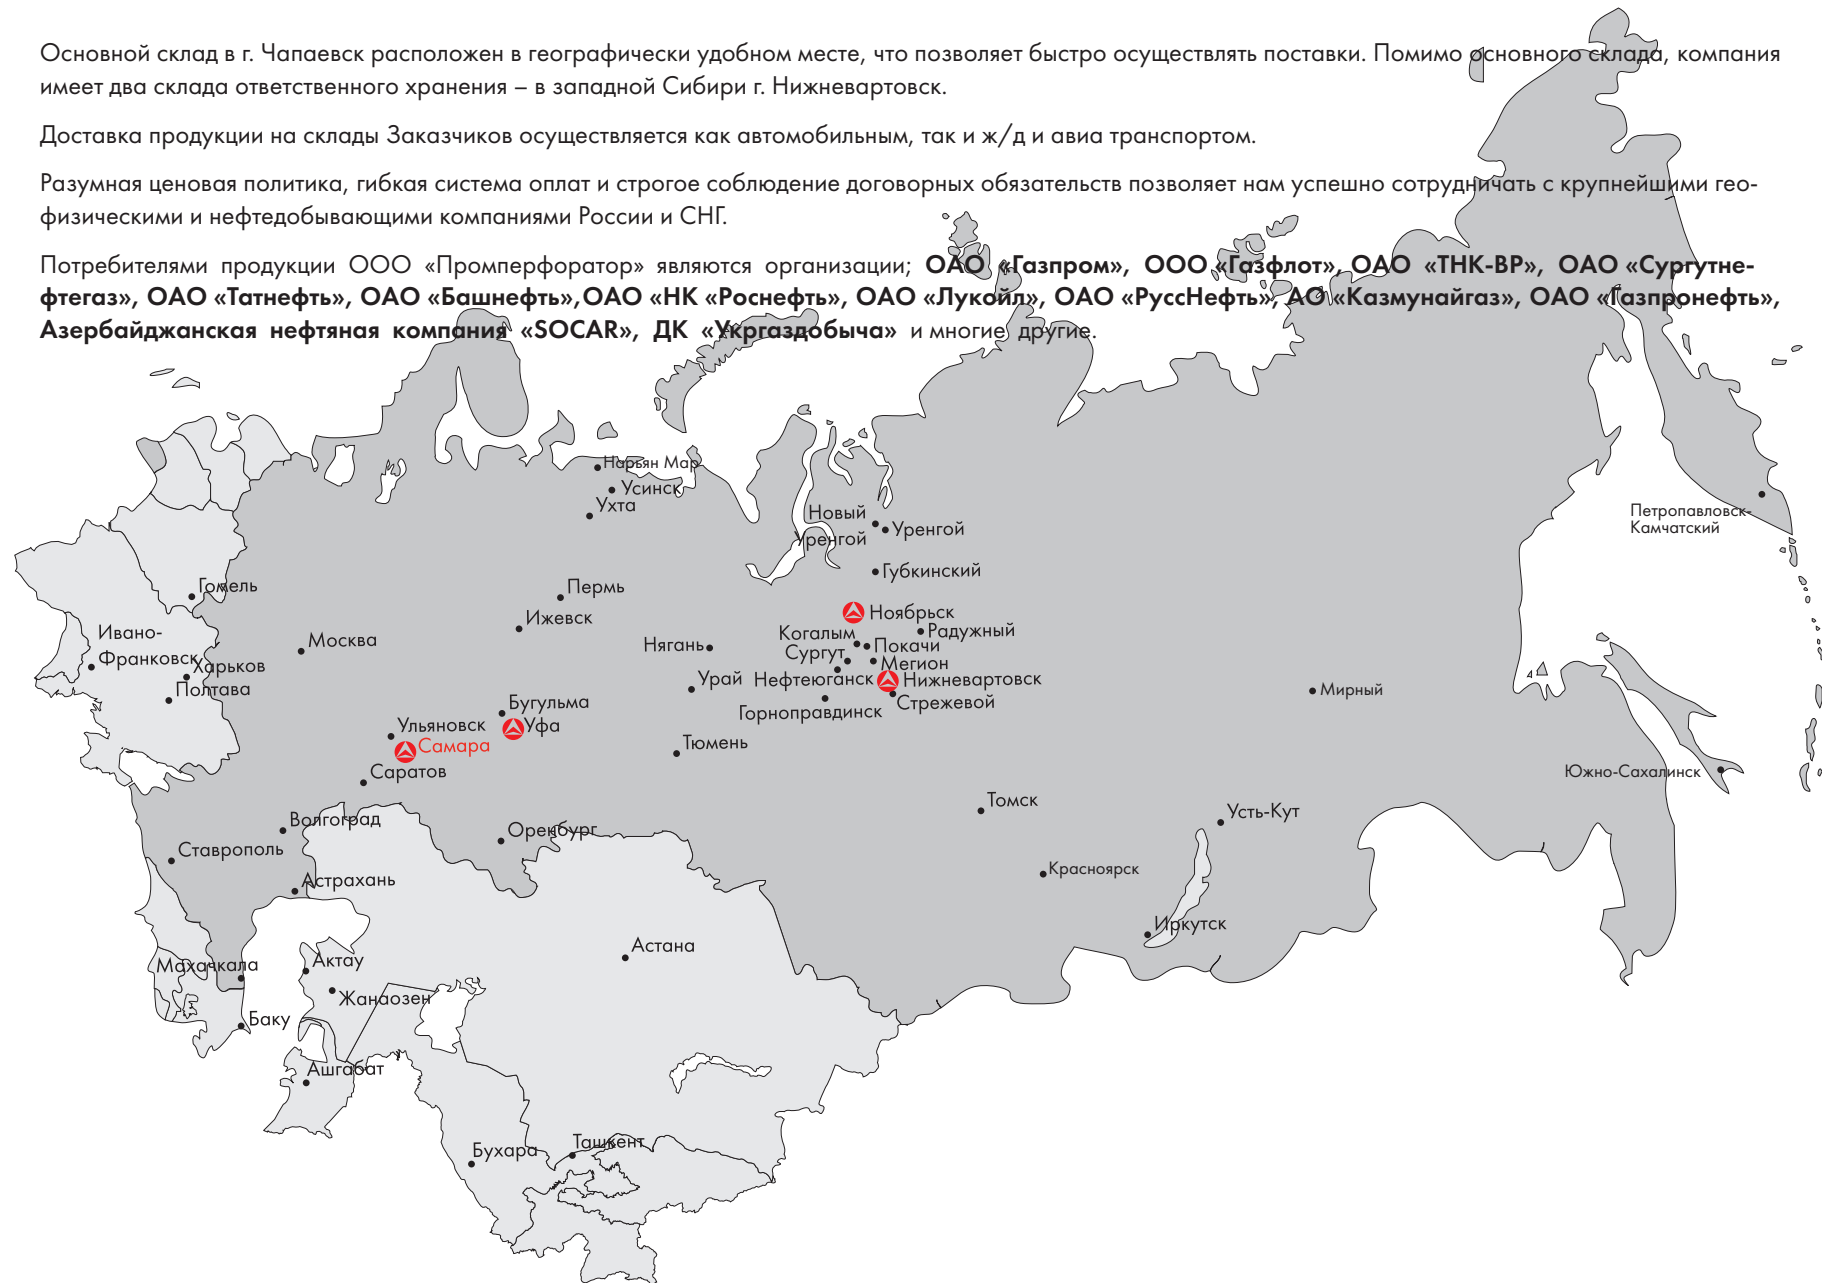 Основной склад в г. Чапаевск расположен в географически удобном месте, что позволяет быстро осуществлять поставки. Помимо основного склада, компания
имеет два склада ответственного хранения – в западной Сибири г. Нижневартовск.
Доставка продукции на склады Заказчиков осуществляется как автомобильным, так и ж/д и авиа транспортом.
Разумная ценовая политика, гибкая система оплат и строгое соблюдение договорных обязательств позволяет нам успешно сотрудничать с крупнейшими гео-
физическими и нефтедобывающими компаниями России и СНГ.
Потребителями продукции ООО «Промперфоратор» являются организации; ОАО «Газпром», ООО «Газфлот», ОАО «ТНК-ВР», ОАО «Сургутне-
фтегаз», ОАО «Татнефть», ОАО «Башнефть»,ОАО «НК «Роснефть», ОАО «Лукойл», ОАО «РуссНефть», АО «Казмунайгаз», ОАО «Газпронефть»,
Азербайджанская нефтяная компания «SOCAR», ДК «Укргаздобыча» и многие другие.
Нарьян Мар
Усинск
Ухта
Новый
Уренгой
Уренгой
Петропавловск-
Камчатский
Губкинский
Гомель
Пермь
Ижевск
Ноябрьск
Радужный
Ивано-
Франковск
Москва
Когалым
Нягань
Покачи
Сургут
Мегион
Харьков
Полтава
Урай
Нефтеюганск
Нижневартовск
Мирный
Стрежевой
Горноправдинск
Бугульма
Ульяновск
Уфа
Самара
Тюмень
Саратов
Южно-Сахалинск
Томск
Усть-Кут
Волгоград
Оренбург
Ставрополь
Красноярск
Астрахань
Иркутск
Астана
Махачкала
Актау
Жанаозен
Баку
Ашгабат
Ташкент
Бухара